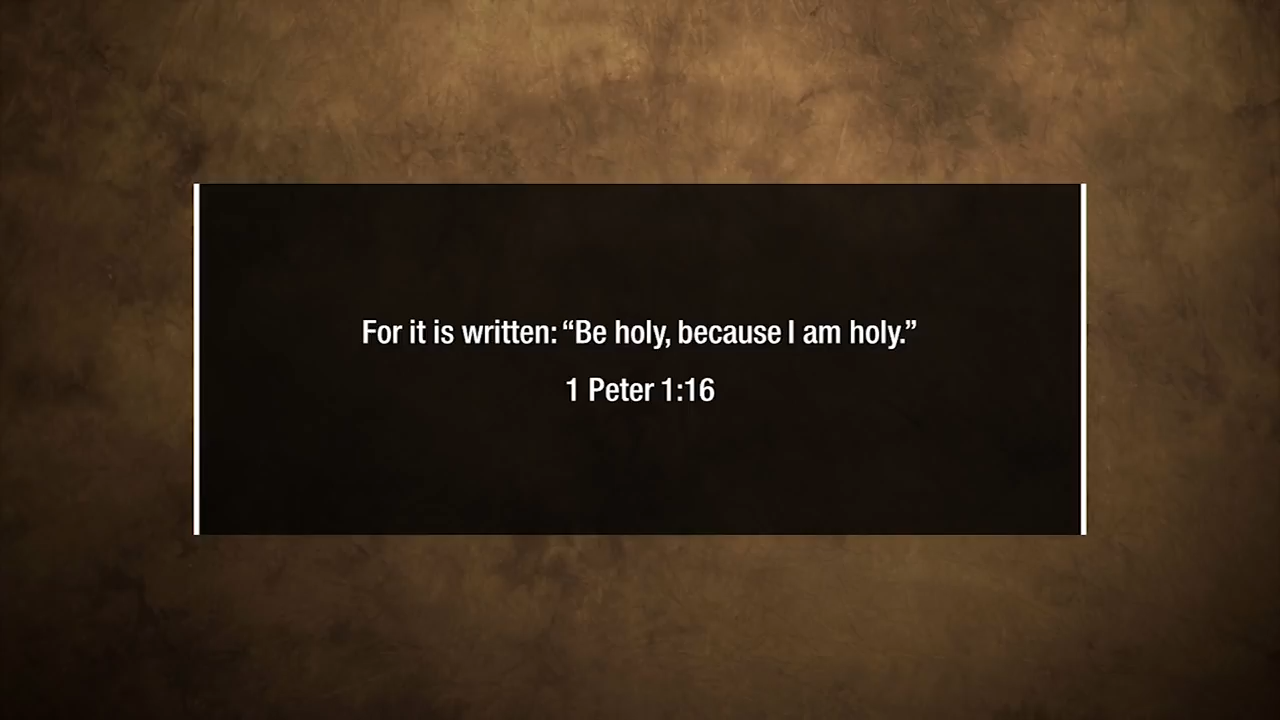 For it is written: “Be holy, because I am holy.”
1 Peter 1:16